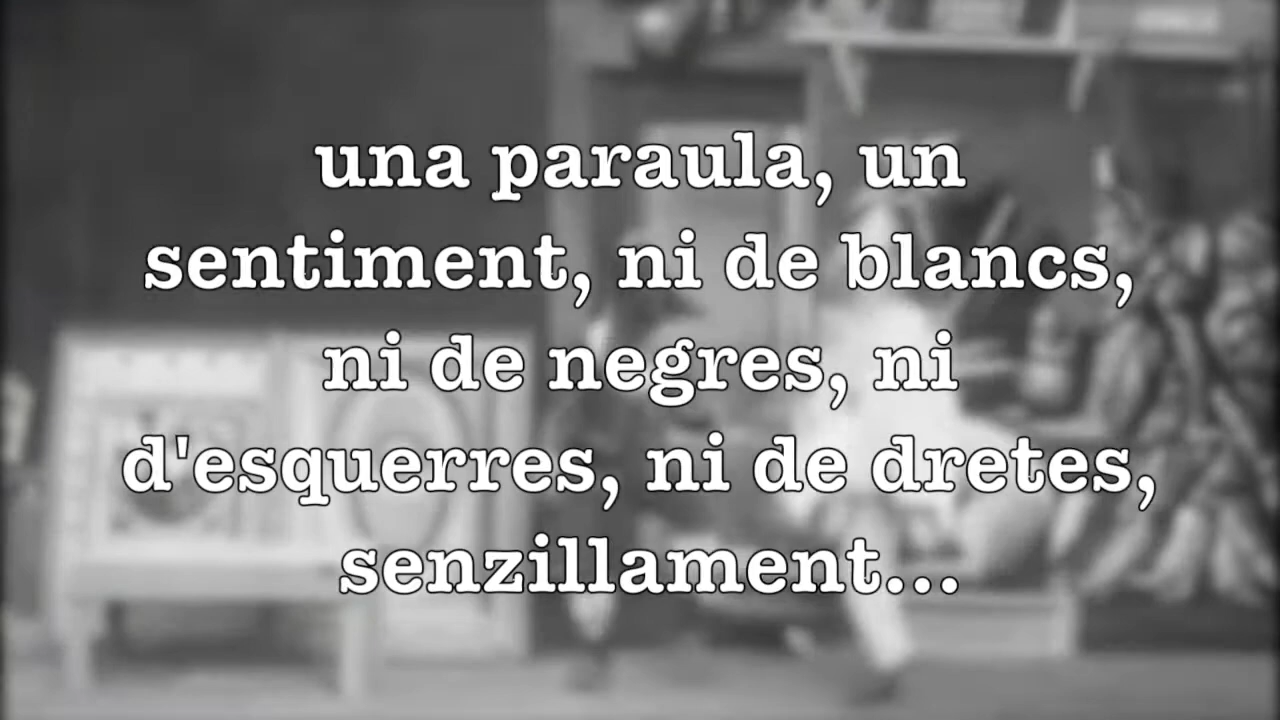 una paraula, un
sentiment, ni de blancs,
ni de negres, ni
d'esquerres, ni de dretes,
senzillament...